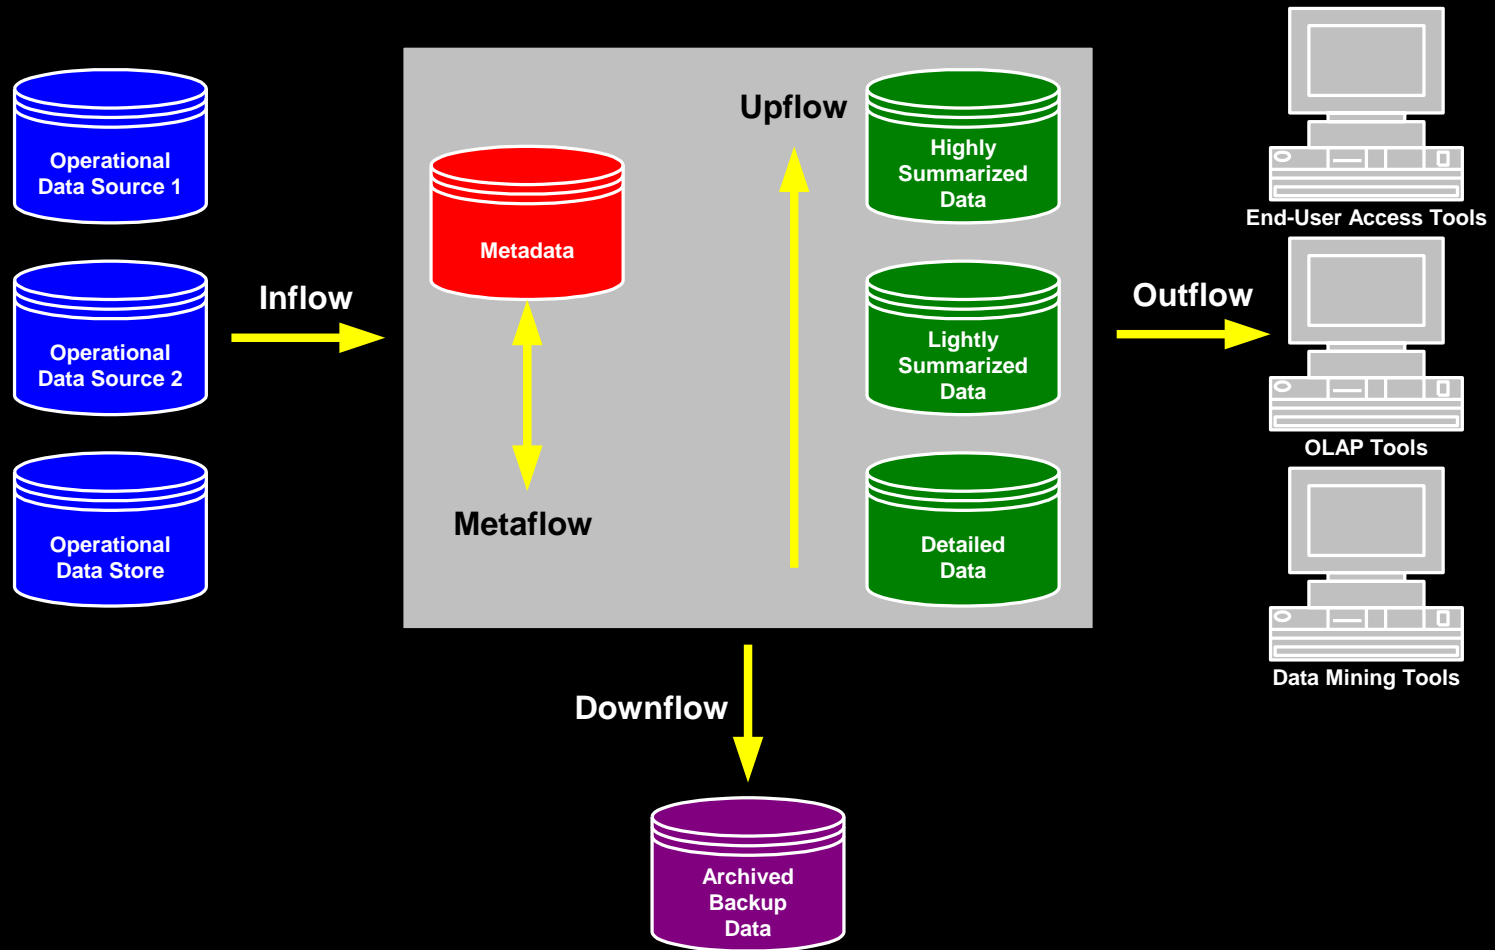 Operational
Data Source 1
Operational
Data Source 2
Operational
Data Store
Inflow
Metadata
Metaflow
Upflow
Highly
Summarized
Data
Lightly
Summarized
Data
Detailed
Data
Outflow
End-User Access Tools
OLAP Tools
Data Mining Tools
Downflow
Archived
Backup
Data